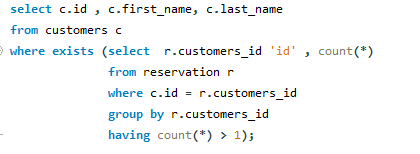 select c.id , c.first_name, c.last_name
from customers c
where exists (select r.customers_id 'id' , count(*)
from reservation r
where c.id = r.customers_id
group by r.customers_id
having count(*) > 1);